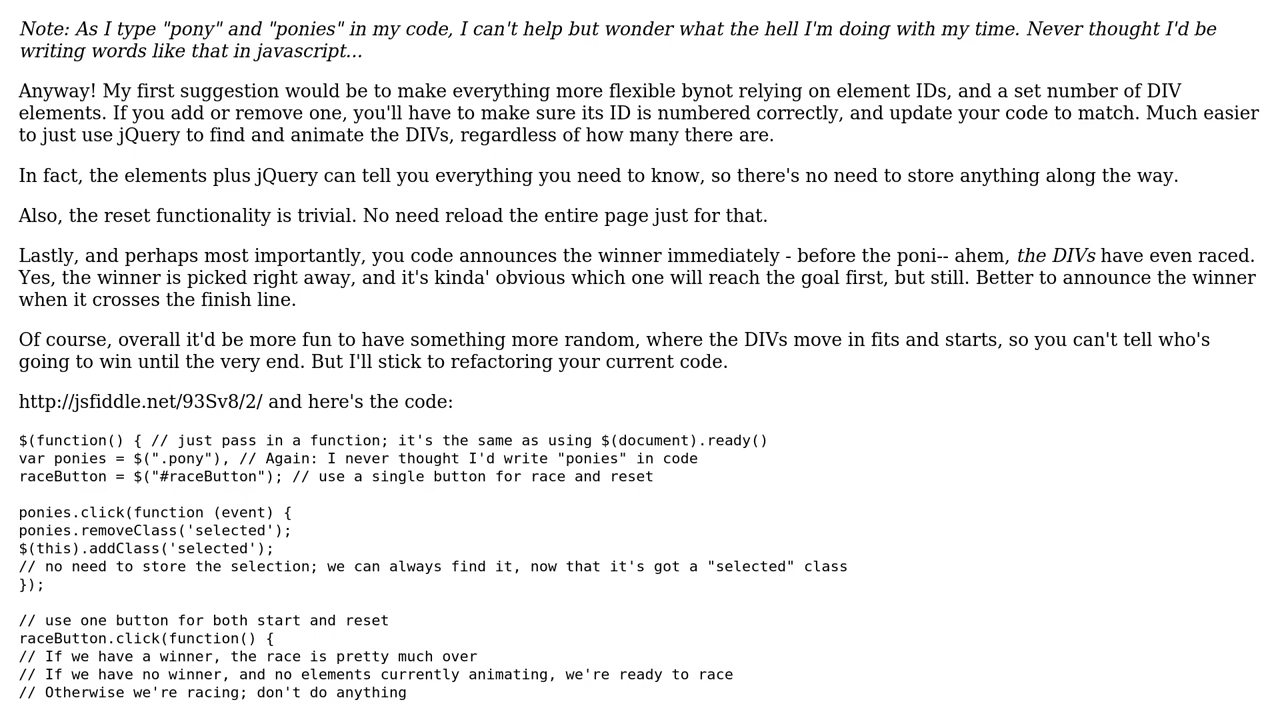 Note: As I type "pony" and "ponies" in my code, I can't help but wonder what the hell I'm doing with my time. Never thought I'd be
writing words like that in javascript...
Anyway! My first suggestion would be to make everything more flexible bynot relying on element IDs, and a set number of DIV
elements. If you add or remove one, you'll have to make sure its ID is numbered correctly, and update your code to match. Much easier
to just use jQuery to find and animate the DIVs, regardless of how many there are.
In fact, the elements plus jQuery can tell you everything you need to know, so there's no need to store anything along the way.
Also, the reset functionality is trivial. No need reload the entire page just for that.
Lastly, and perhaps most importantly, you code announces the winner immediately - before the poni-- ahem, the DIVs have even raced.
Yes, the winner is picked right away, and it's kinda' obvious which one will reach the goal first, but still. Better to announce the winner
when it crosses the finish line.
Of course, overall it'd be more fun to have something more random, where the DIVs move in fits and starts, so you can't tell who's
going to win until the very end. But I'll stick to refactoring your current code.
http://jsfiddle.net/93Sv8/2/ and here's the code:
$(function() { // just pass in a function; it's the same as using $(document).ready()
var ponies = $(".pony"), // Again: I never thought I'd write "ponies" in code
raceButton = $("#raceButton"); // use a single button for race and reset
ponies.click(function (event) {
ponies.removeClass('selected');
$(this).addClass('selected');
// no need to store the selection; we can always find it, now that it's got a "selected" class
});
// use one button for both start and reset
raceButton.click(function() {
// If we have a winner, the race is pretty much over
// If we have no winner, and no elements currently animating, we're ready to race
// Otherwise we're racing; don't do anything